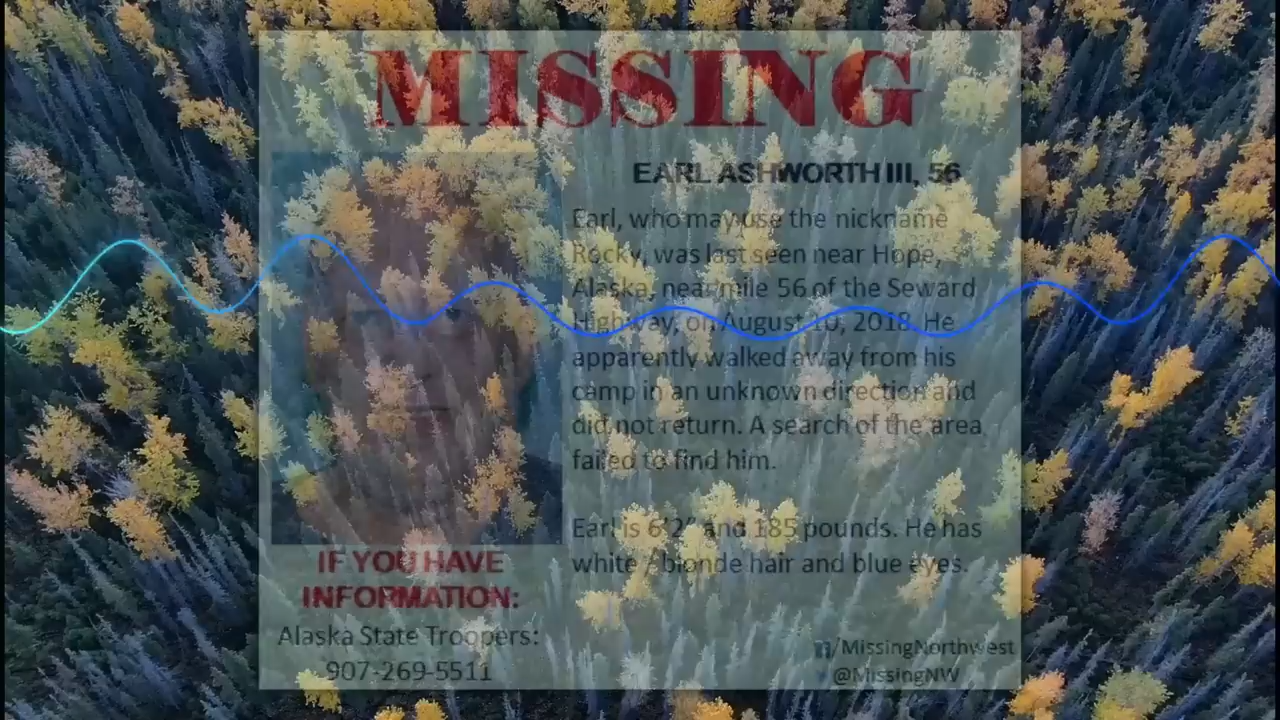 MISSING
EARL ASHWORTH III, 56
Earl, who may use the nickname
Rocky, was last seen near Hope,
Alaska, near mile 56 of the Seward
Highway, on August 10, 2018. He
apparently walked away from his
camp in an unknown direction and
did not return. A search of the area
failed to find him.
Earl is 6'2" and 185 pounds. He has
white / blonde hair and blue eyes.
IF YOU HAVE
INFORMATION:
Alaska State Troopers:
907-269-5511
/MissingNorthwest
@MissingNW